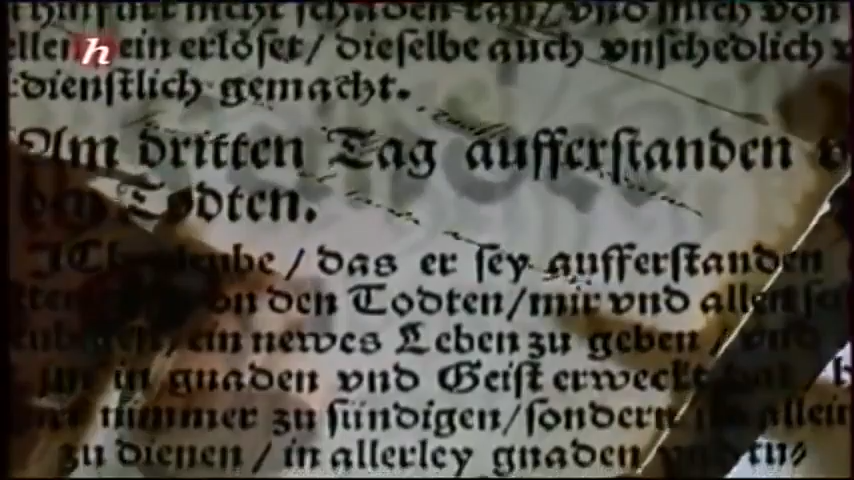 nicht schaden kan/ vnd mich von
ein erlöset/ dieselbe auch vnschedlich
dienstlich gemacht.
h
Am dritten Tag aufferstanden
Todten.
das er sey aufferstanden
von den Todten/mir vnd allen
ein newes Leben zu geben / vnd
in gnaden vnd Geist erweckt hat /
nimmer zu sündigen/sondern allein
zu dienen / in allerley gnaden